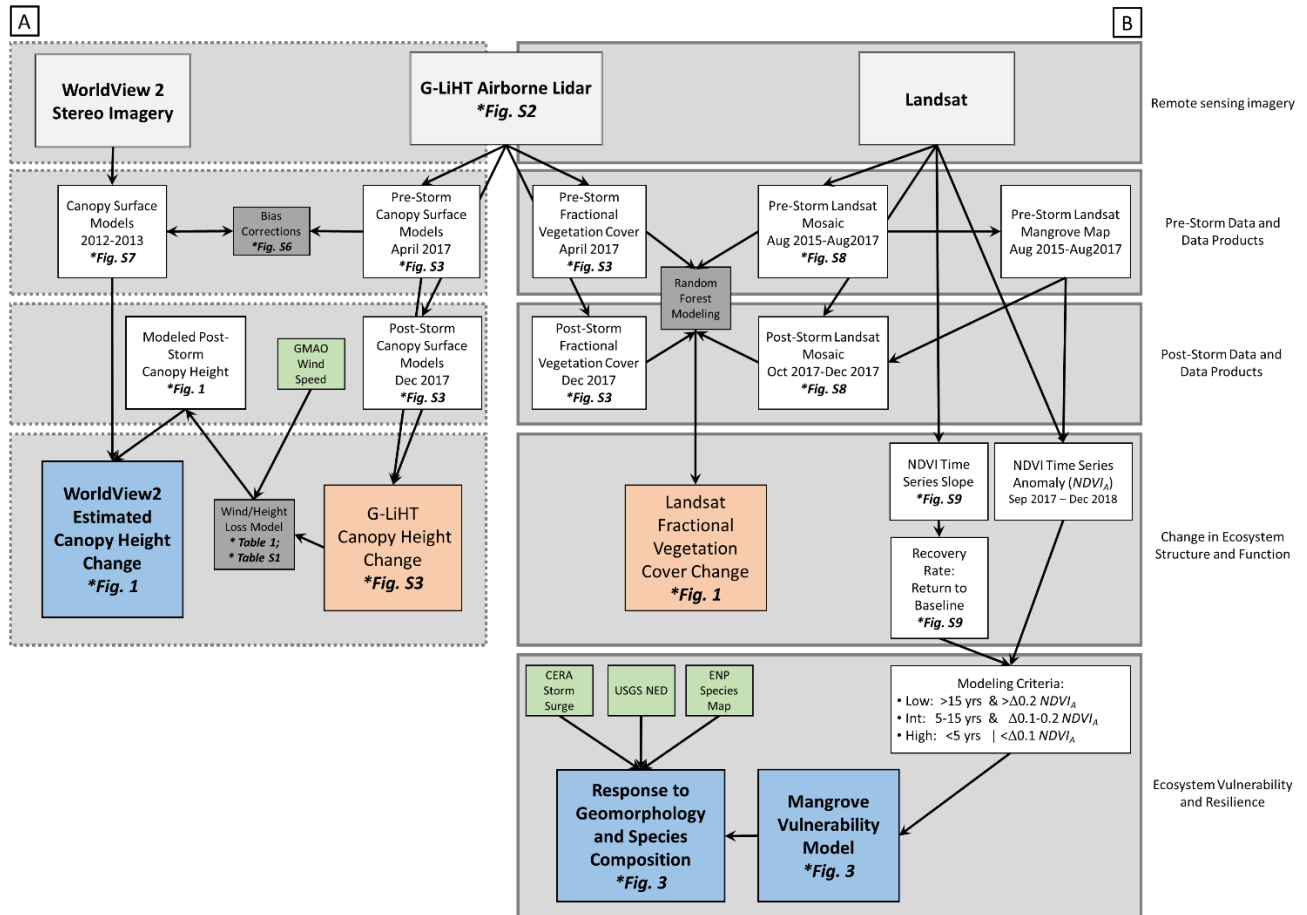 A
B
WorldView 2
Stereo Imagery
G-LiHT Airborne Lidar
*Fig. S2
Landsat
Remote sensing imagery
Canopy Surface
Models
2012-2013
*Fig. S7
Bias
Corrections
*Fig. S6
Pre-Storm
Canopy Surface
Models
April 2017
*Fig. S3
Pre-Storm
Fractional
Vegetation Cover
April 2017
*Fig. S3
Pre-Storm Landsat
Mosaic
Aug 2015-Aug2017
*Fig. S8
Pre-Storm Landsat
Mangrove Map
Aug 2015-Aug2017
Pre-Storm Data and
Data Products
Random
Forest
Modeling
Modeled Post-
Storm
Canopy Height
*Fig. 1
GMAO
Wind
Speed
Post-Storm
Canopy Surface
Models
Dec 2017
*Fig. S3
Post-Storm
Fractional
Vegetation Cover
Dec 2017
*Fig. S3
Post-Storm Landsat
Mosaic
Oct 2017-Dec 2017
*Fig. S8
Post-Storm Data and
Data Products
WorldView2
Estimated
Canopy Height
Change
*Fig. 1
Wind/Height
Loss Model
* Table 1;
* Table S1
G-LiHT
Canopy Height
Change
*Fig. S3
Landsat
Fractional
Vegetation
Cover Change
*Fig. 1
NDVI Time
Series Slope
*Fig. S9
NDVI Time Series
Anomaly (NDVIA)
Sep 2017 – Dec 2018
Recovery
Rate:
Return to
Baseline
*Fig. S9
Change in Ecosystem
Structure and Function
CERA
Storm
Surge
USGS NED
ENP
Species
Map
Modeling Criteria:
• Low: >15 yrs & >Δ0.2 NDVIA
• Int: 5-15 yrs & Δ0.1-0.2 NDVIA
• High: <5 yrs | <Δ0.1 NDVIA
Response to
Geomorphology
and Species
Composition
*Fig. 3
Mangrove
Vulnerability
Model
*Fig. 3
Ecosystem Vulnerability
and Resilience